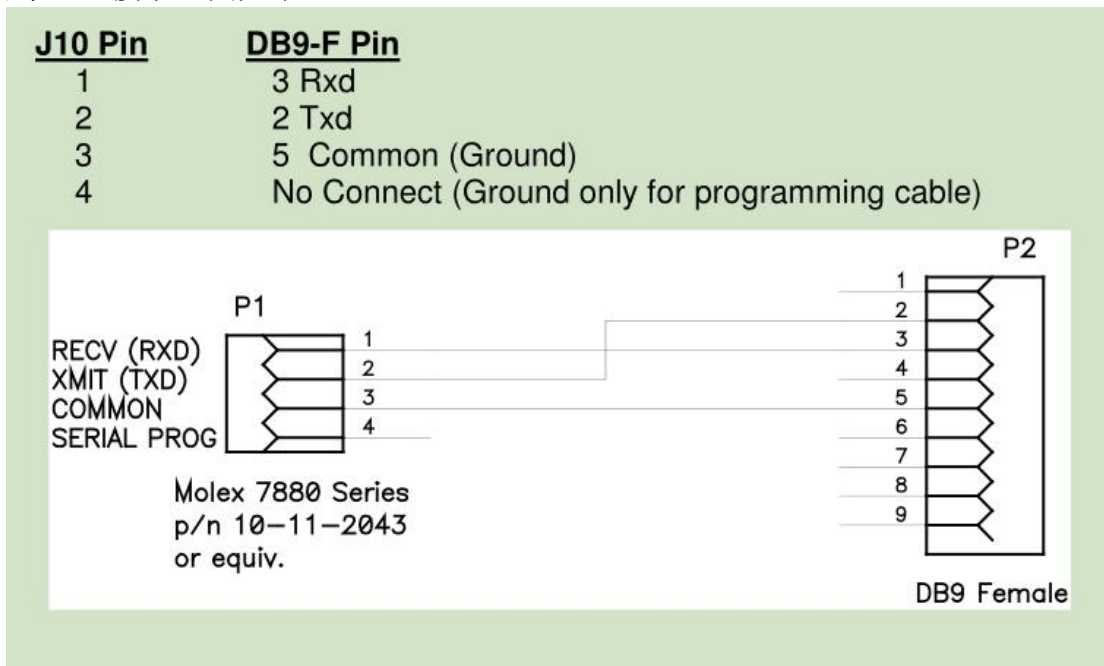 J10 Pin DB9-F Pin
1 3 Rxd
2 2 Txd
3 5 Common (Ground)
4 No Connect (Ground only for programming cable)
P2
P1
RECV (RXD)
XMIT (TXD)
COMMON
SERIAL PROG
1
2
3
4
1
2
3
4
5
6
7
8
9
Molex 7880 Series
p/n 10-11-2043
or equiv.
DB9 Female